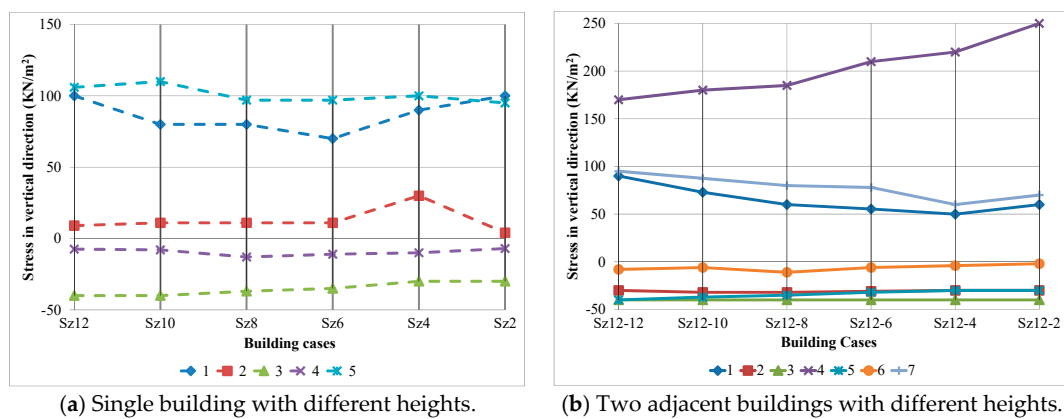 150
100
50
0
-50
Stress in vertical direction (KN/m²)
Sz12 Sz10 Sz8 Sz6 Sz4 Sz2
Building cases
1 2 3 4 5
(a) Single building with different heights.
250
200
150
100
50
0
-50
Stress in vertical direction (KN/m²)
Sz12-12 Sz12-10 Sz12-8 Sz12-6 Sz12-4 Sz12-2
Building Cases
1 2 3 4 5 6 7
(b) Two adjacent buildings with different heights.